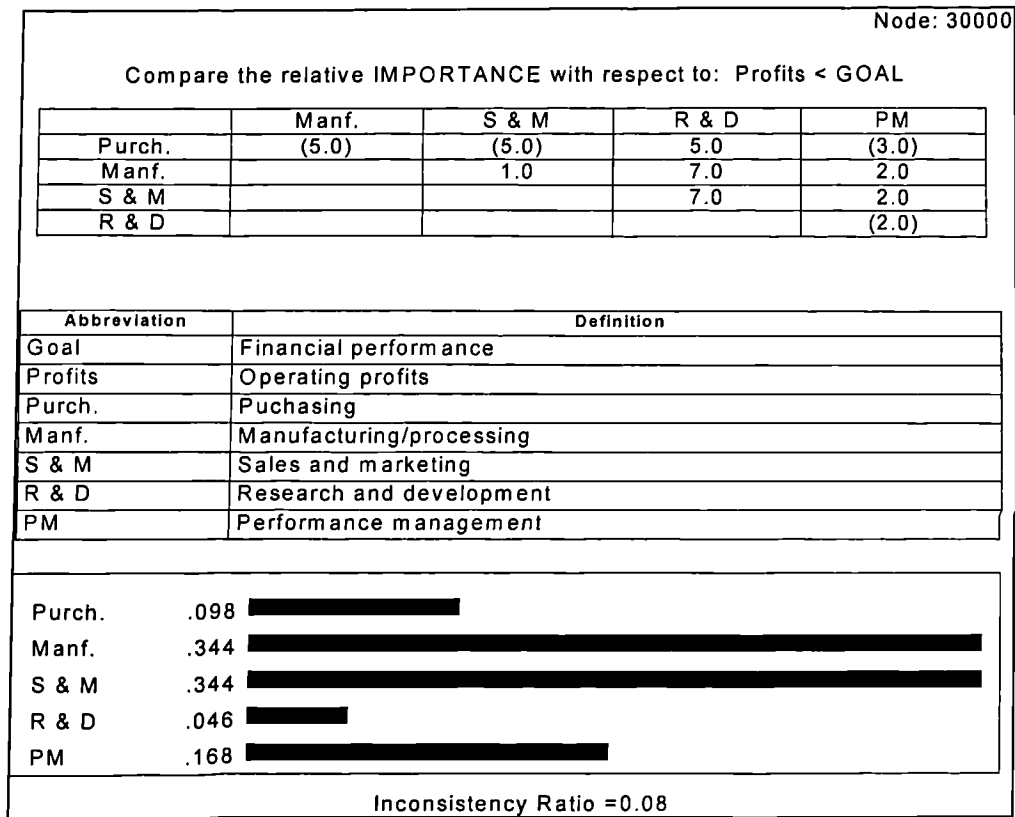 Node: 30000
Compare the relative IMPORTANCE with respect to: Profits < GOAL
Manf. S & M R & D PM
Purch. (5.0) (5.0) 5.0 (3.0)
Manf. 1.0 7.0 2.0
S & M 7.0 2.0
R & D (2.0)
Abbreviation Definition
Goal Financial performance
Profits Operating profits
Purch. Puchasing
Manf. Manufacturing/processing
S & M Sales and marketing
R & D Research and development
PM Performance management
Purch. .098
Manf. .344
S & M .344
R & D .046
PM .168
Inconsistency Ratio =0.08